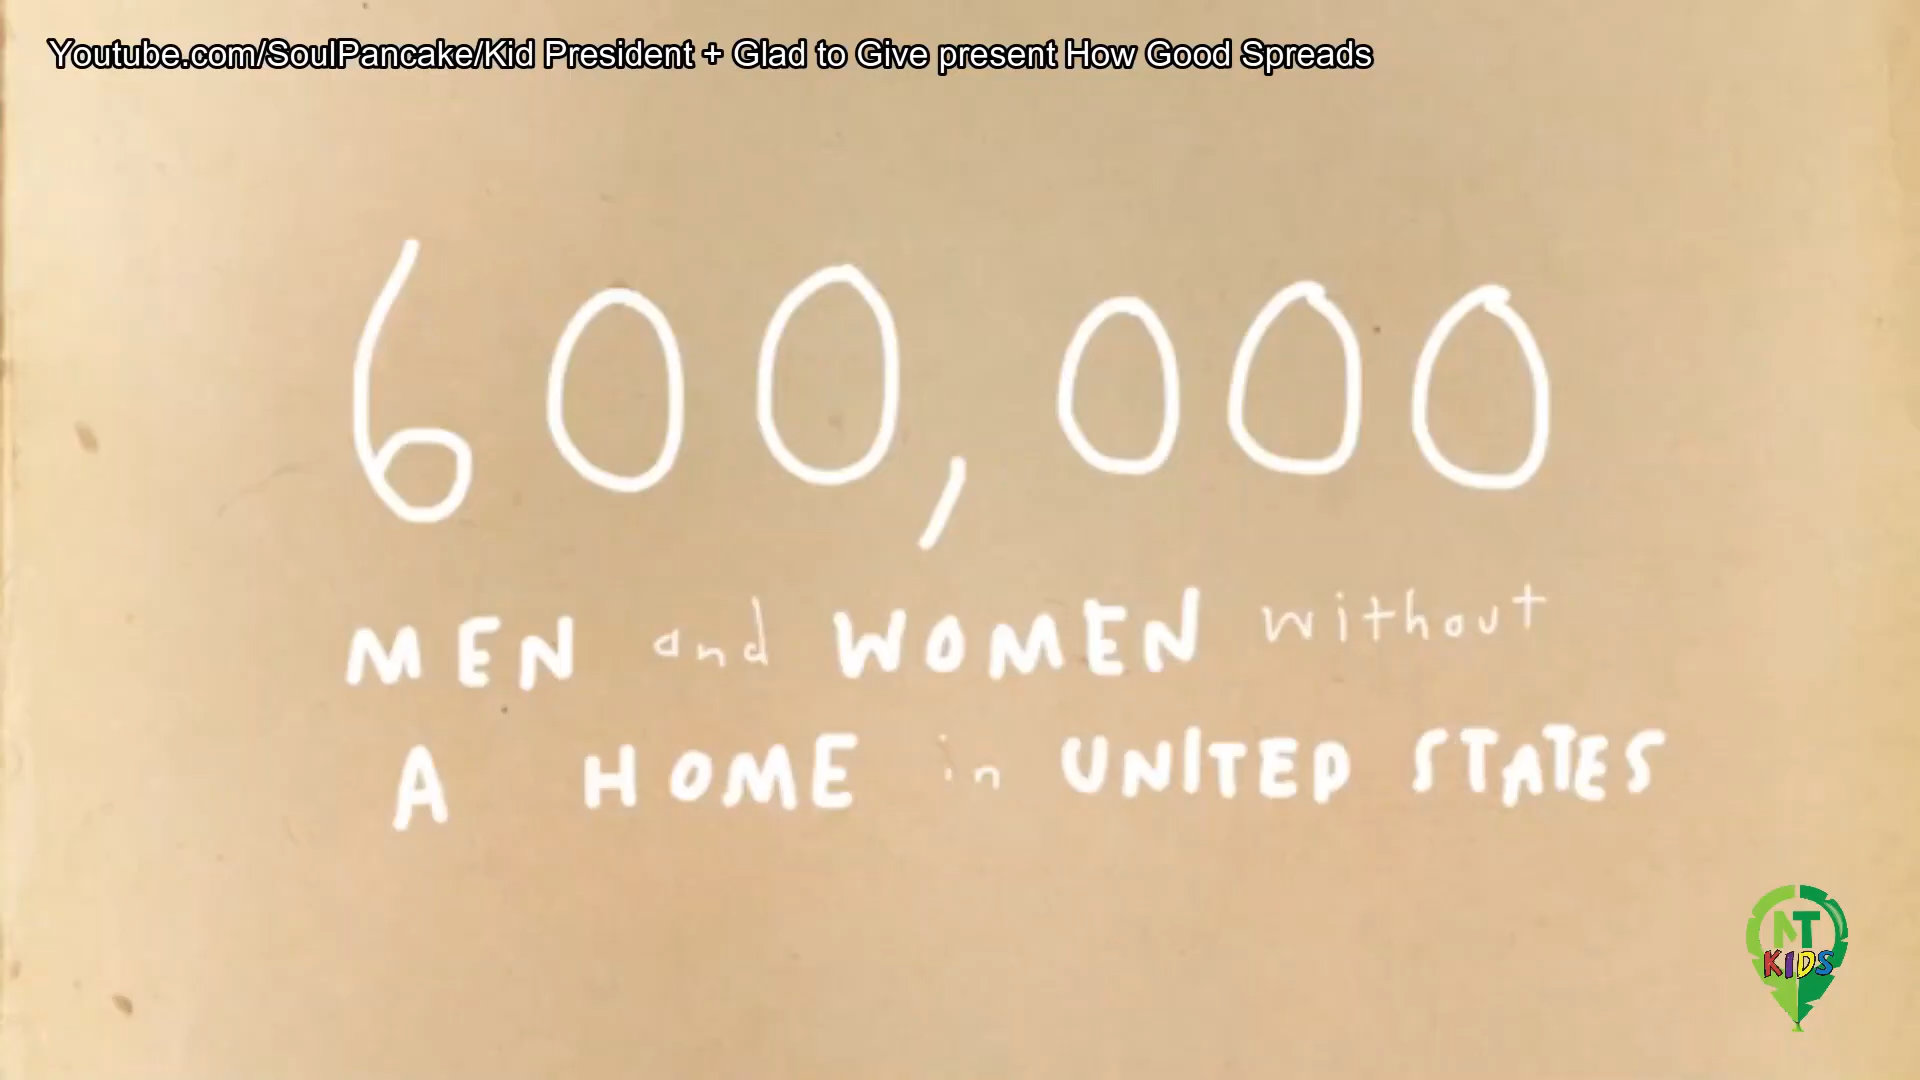 Youtube.com/SoulPancake/Kid President + Glad to Give present How Good Spreads
600,000
MEN and WOMEN without
A HOME in UNITED STATES
MT
KIDS